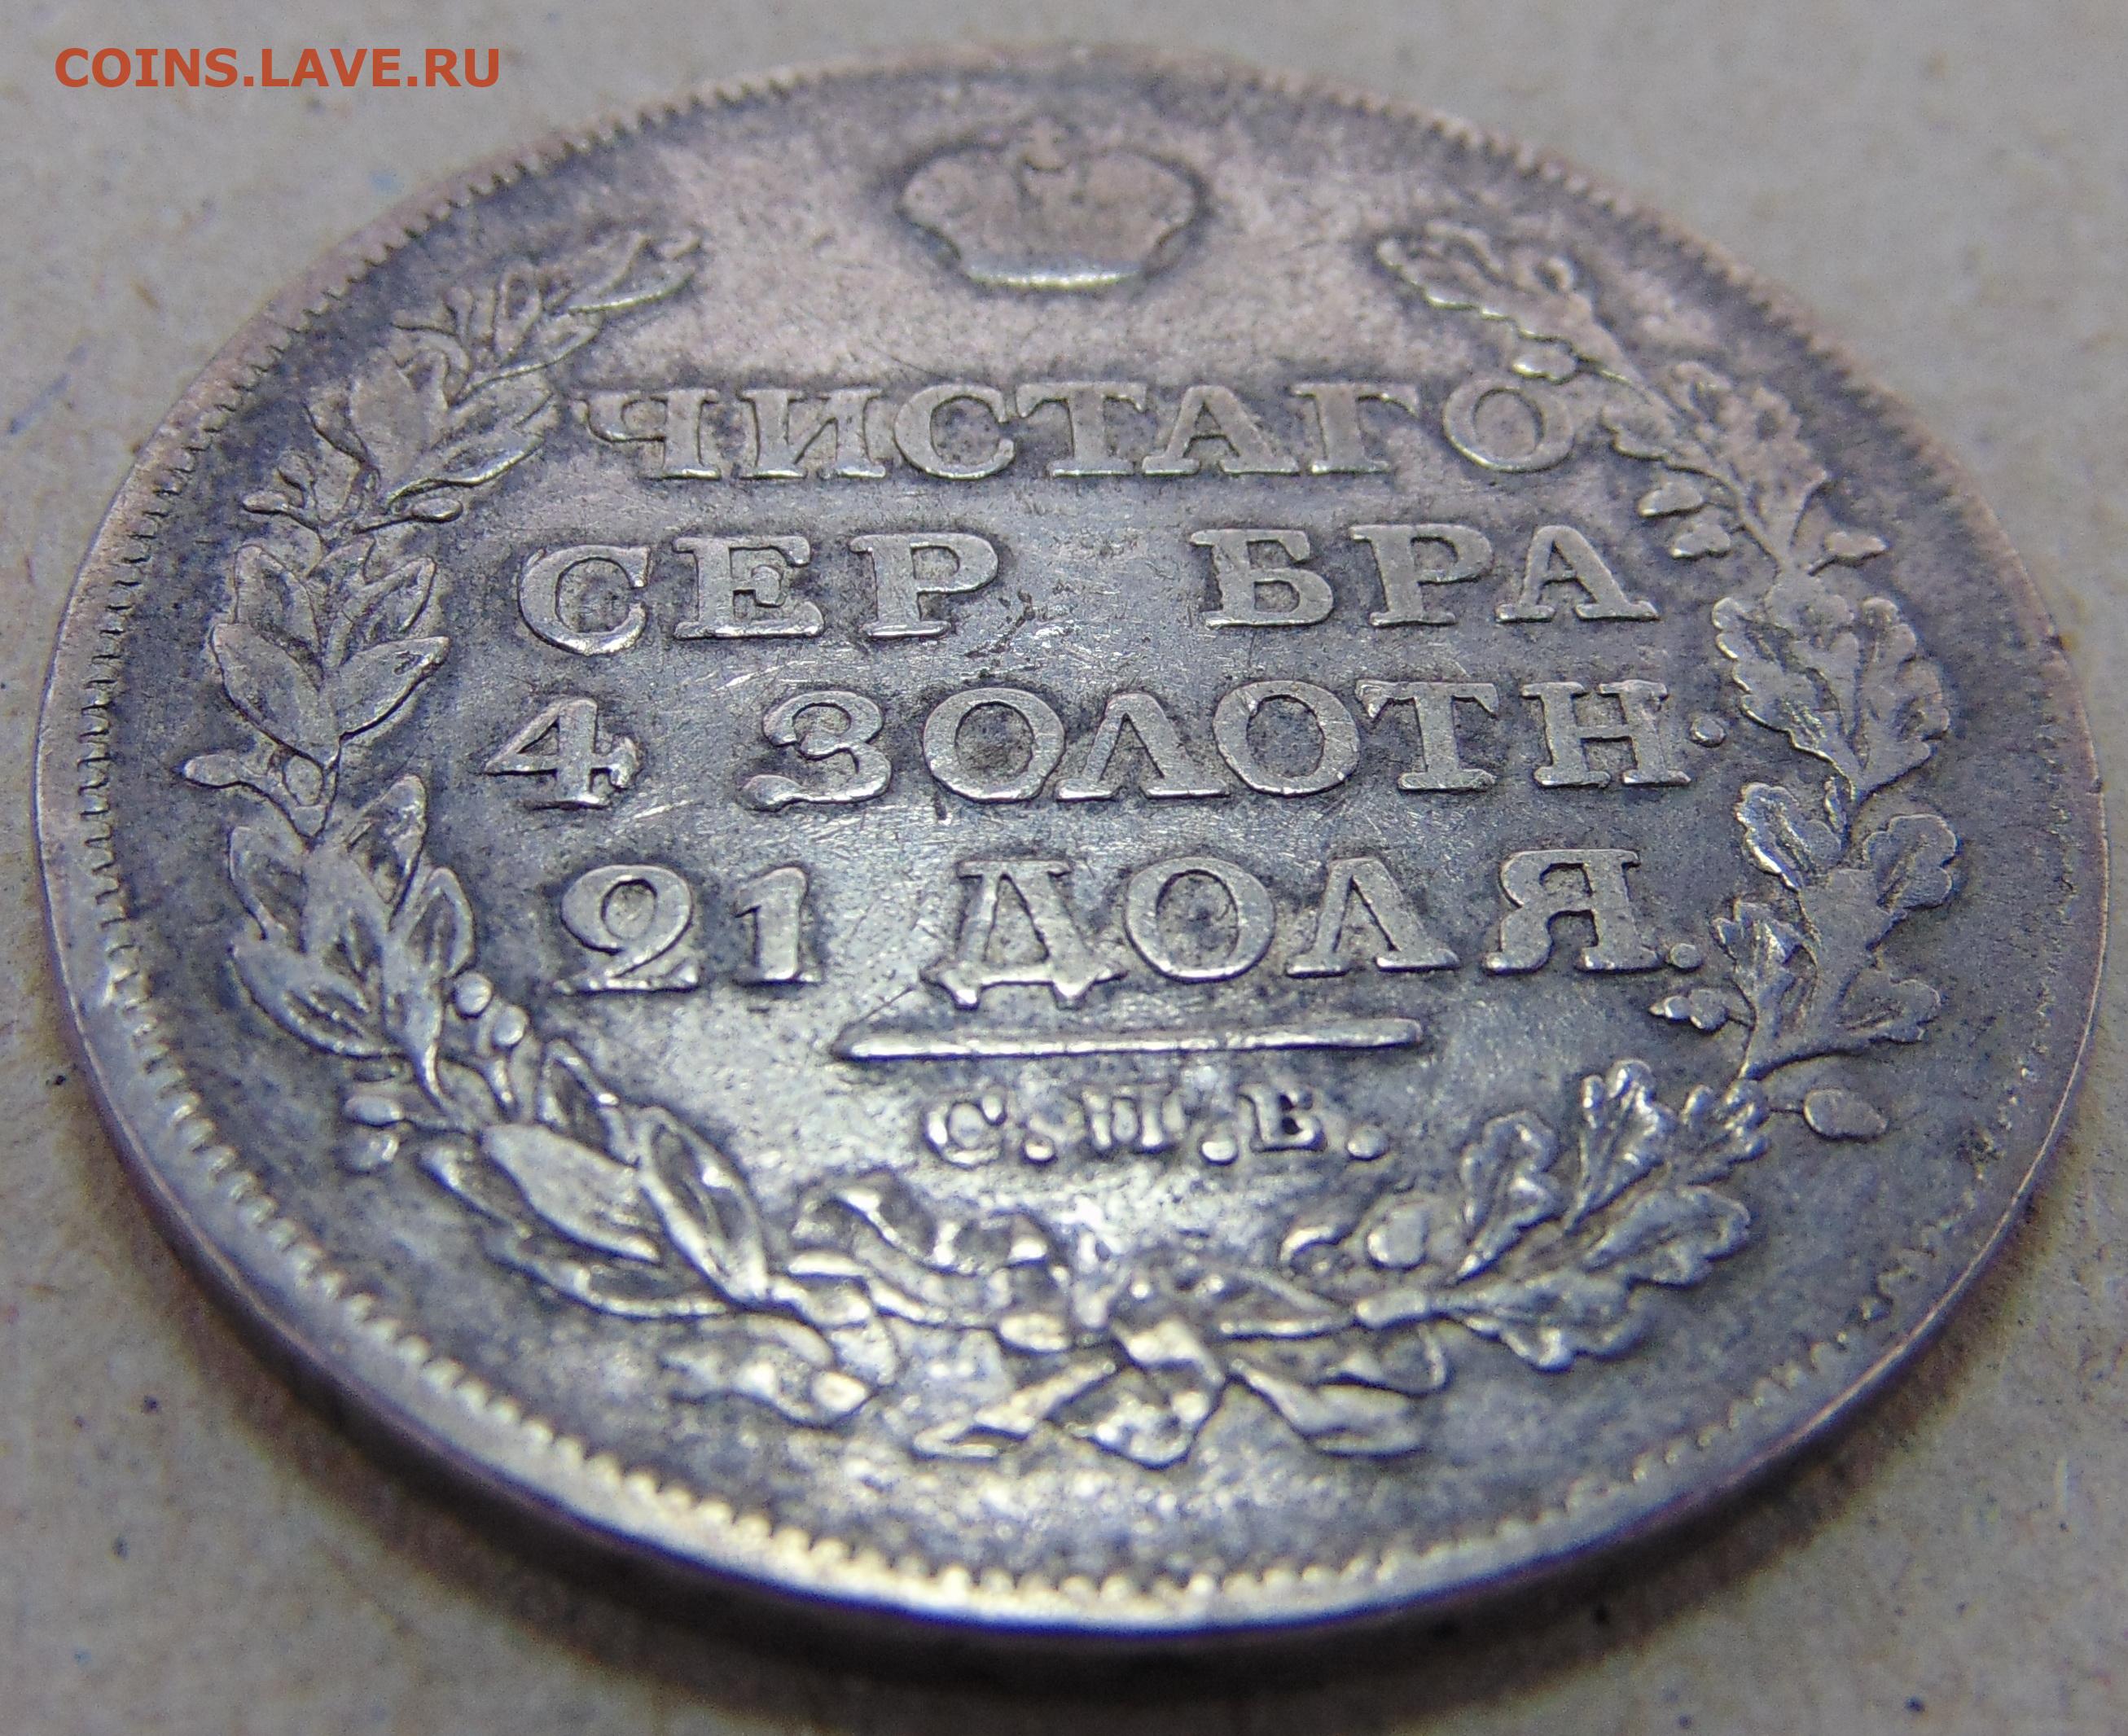 COINS.LAVE.RU
ЧИСТАГО
СЕР БРА
4 ЗОЛОТН.
21 ДОЛЯ.
С.П.Б.